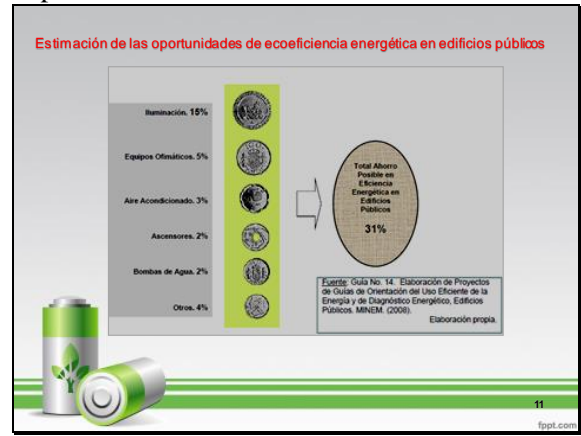 Estimación de las oportunidades de ecoeficiencia energética en edificios públicos
Iluminación. 15%
Equipos Ofimáticos. 5%
Aire Acondicionado. 3%
Ascensores. 2%
Bombas de Agua. 2%
Otros. 4%
Total Ahorro
Posible en
Eficiencia
Energética en
Edificios
Públicos
31%
Fuente: Guía No. 14. Elaboración de Proyectos
de Guías de Orientación del Uso Eficiente de la
Energía y de Diagnóstico Energético, Edificios
Públicos. MINEM. (2008).
Elaboración propia.
11
fppt.com